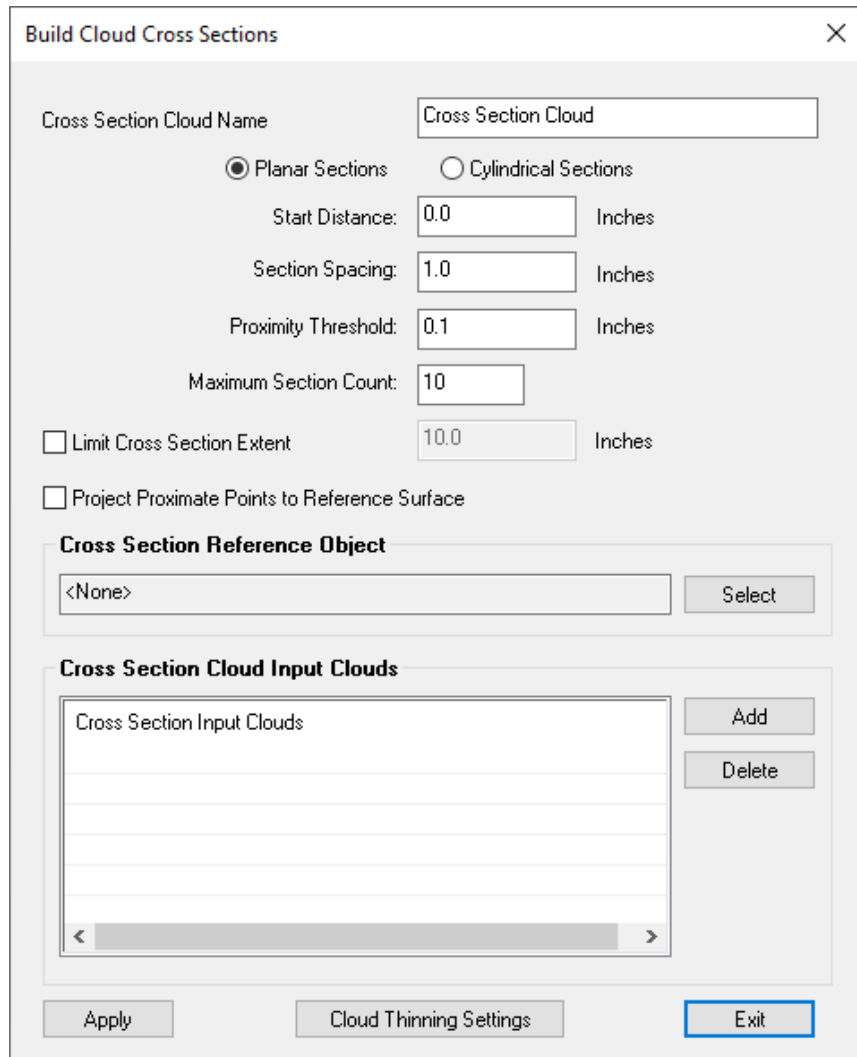 Build Cloud Cross Sections
Cross Section Cloud Name Cross Section Cloud
Planar Sections Cylindrical Sections
Start Distance: 0.0 Inches
Section Spacing: 1.0 Inches
Proximity Threshold: 0.1 Inches
Maximum Section Count: 10
Limit Cross Section Extent 10.0 Inches
Project Proximate Points to Reference Surface
Cross Section Reference Object
<None> Select
Cross Section Cloud Input Clouds
Cross Section Input Clouds Add
Delete
Apply Cloud Thinning Settings Exit